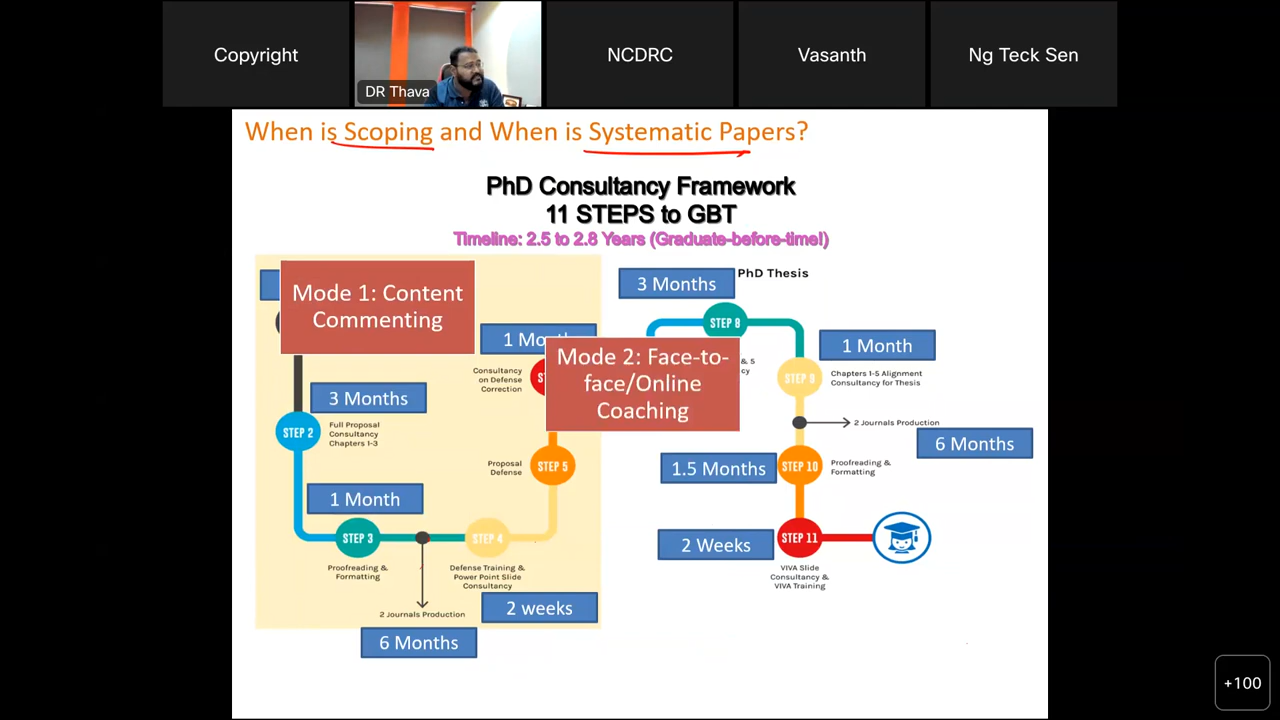 Copyright
DR Thava
NCDRC
Vasanth
Ng Teck Sen
When is Scoping and When is Systematic Papers?
PhD Consultancy Framework
11 STEPS to GBT
Timeline: 2.5 to 2.8 Years (Graduate-before-time!)
Mode 1: Content
Commenting
3 Months
STEP 2
Full Proposal
Consultancy
Chapters 1-3
1 Month
STEP 3
Proofreading &
Formatting
2 Journals Production
6 Months
STEP 4
Defense Training &
Power Point Slide
Consultancy
2 weeks
STEP 5
Proposal
Defense
1
Consultancy
on Defense
Correction
Mode 2: Face-to-
face/Online
Coaching
3 Months
PhD Thesis
STEP 8
& 5
1 Month
STEP 9
Chapters 1-5 Alignment
Consultancy for Thesis
2 Journals Production
6 Months
1.5 Months
STEP 10
Proofreading &
Formatting
2 Weeks
STEP 11
VIVA Slide
Consultancy &
VIVA Training
+100